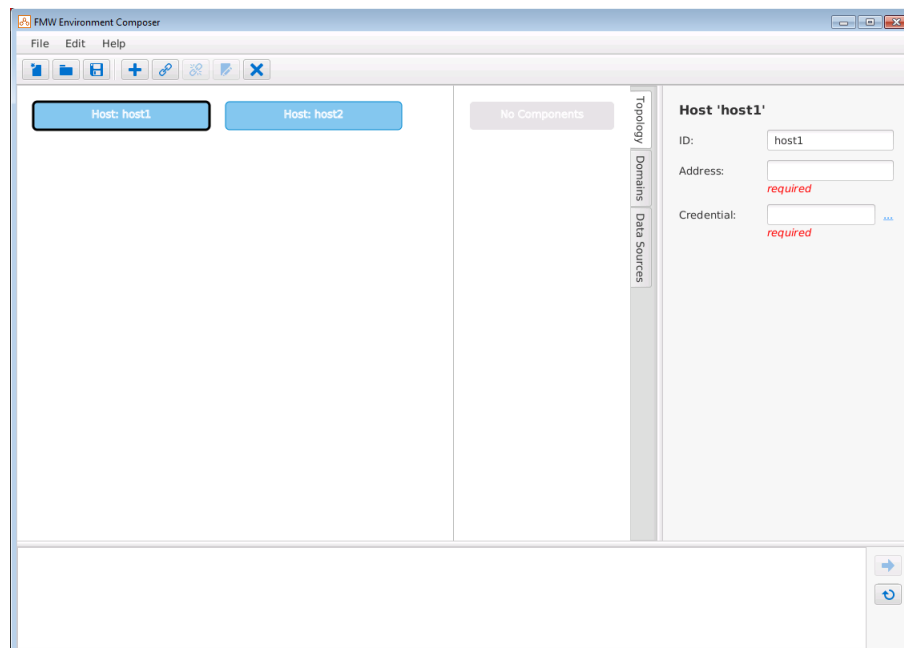 FMW Environment Composer
File Edit Help
Host: host1 Host: host2 No Components
Topology
Domains
Data Sources
Host 'host1'
ID: host1
Address:
required
Credential: ...
required